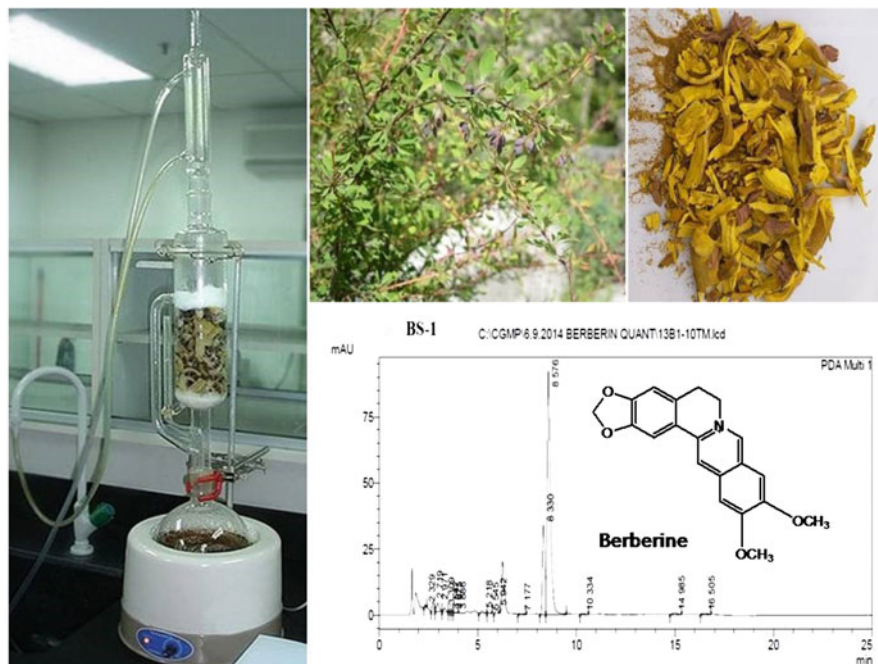 BS-1 C:\CGMP\6.9.2014 BERBERIN QUANT\13B1-10TM.lcd
mAU
PDA Multi 1
75
50
25
0
8.576
8.330
5.218
7.177
10.334
14.985
16.505
N
O
O
OCH3
OCH3
Berberine
0 5 10 15 20 25
min